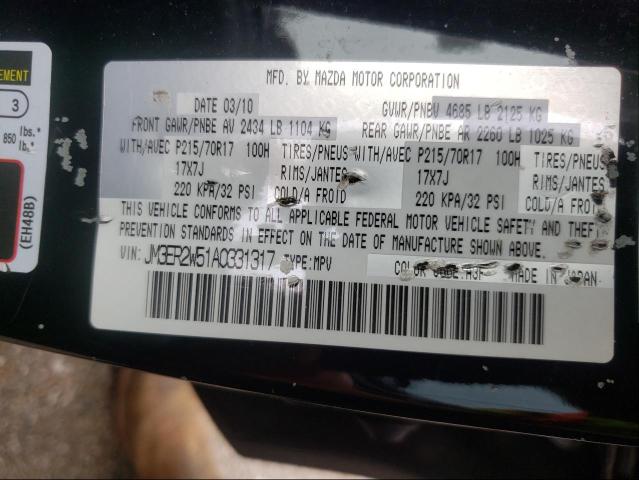 EMENT
3
850 lbs.*
lbs.*
(EH48B)
MFD. BY MAZDA MOTOR CORPORATION
DATE 03/10 GVWR/PNBV 4685 LB 2125 KG
FRONT GAWR/PNBE AV 2434 LB 1104 KG REAR GAWR/PNBE AR 2260 LB 1025 KG
WITH/AVEC P215/70R17 100H TIRES/PNEUS WITH/AVEC P215/70R17 100H TIRES/PNEUS
17X7J RIMS/JANTES 17X7J RIMS/JANTES
220 KPA/32 PSI COLD/A FROID 220 KPA/32 PSI COLD/A FROID
THIS VEHICLE CONFORMS TO ALL APPLICABLE FEDERAL MOTOR VEHICLE SAFETY AND THEFT
PREVENTION STANDARDS IN EFFECT ON THE DATE OF MANUFACTURE SHOWN ABOVE.
VIN: JM3ER2W51A0331317 TYPE: MPV COLOR A3F MADE IN JAPAN